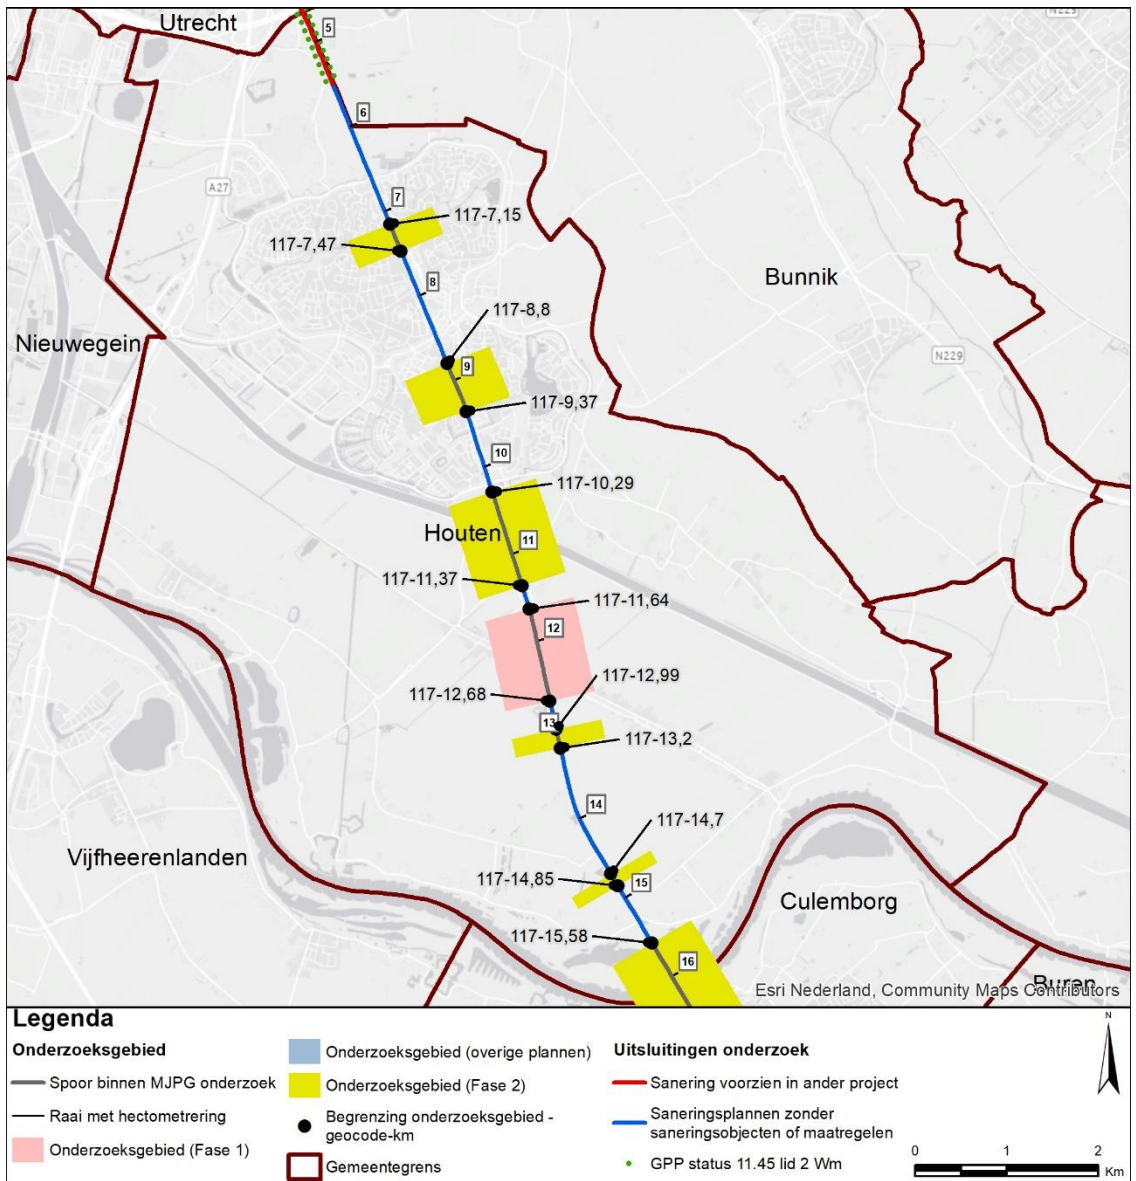 Utrecht
5
N225
6
A27
7
117-7,15
117-7,47
8
Bunnik
117-8,8
Nieuwegein
N229
9
117-9,37
10
117-10,29
Houten
11
117-11,37
117-11,64
12
117-12,99
117-12,68
13
117-13,2
14
117-14,7
Vijfheerenlanden
117-14,85
15
Culemborg
117-15,58
16
Buren
Esri Nederland, Community Maps Contributors
Legenda
Onderzoeksgebied
Spoor binnen MJPG onderzoek
Raai met hectometrering
Onderzoeksgebied (Fase 1)
Onderzoeksgebied (overige plannen)
Onderzoeksgebied (Fase 2)
Begrenzing onderzoeksgebied -
geocode-km
Gemeentegrens
Uitsluitingen onderzoek
Sanering voorzien in ander project
Saneringsplannen zonder
saneringsobjecten of maatregelen
GPP status 11.45 lid 2 Wm
N
0 1 2
Km